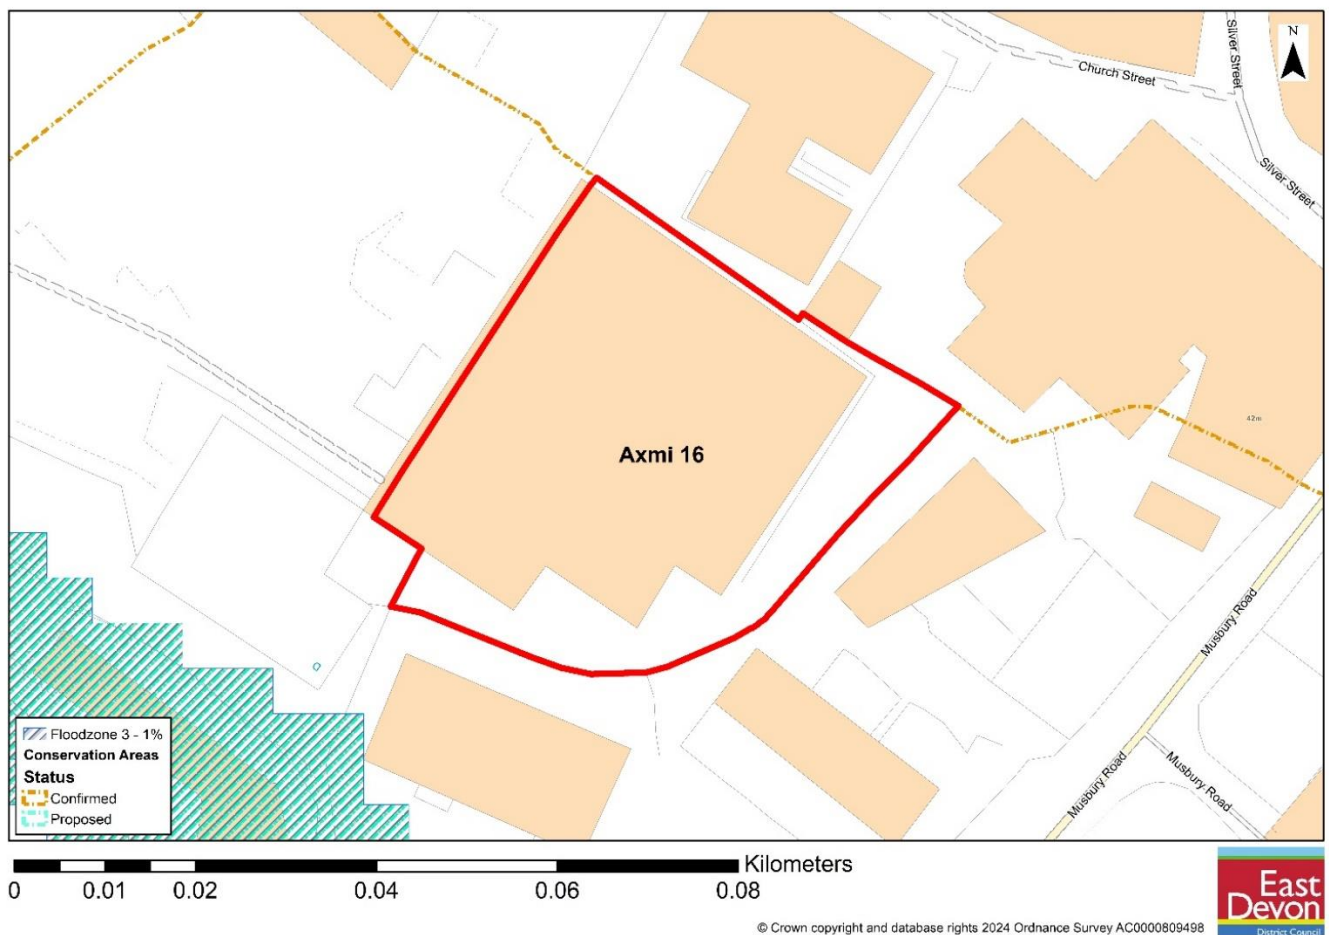 N
Silver Street
Church Street
Silver Street
Axmi 16
42m
Musbury Road
Musbury Road
Musbury Road
Floodzone 3 - 1%
Conservation Areas
Status
Confirmed
Proposed
Kilometers
0 0.01 0.02 0.04 0.06 0.08
East
Devon
District Council
© Crown copyright and database rights 2024 Ordnance Survey AC0000809498